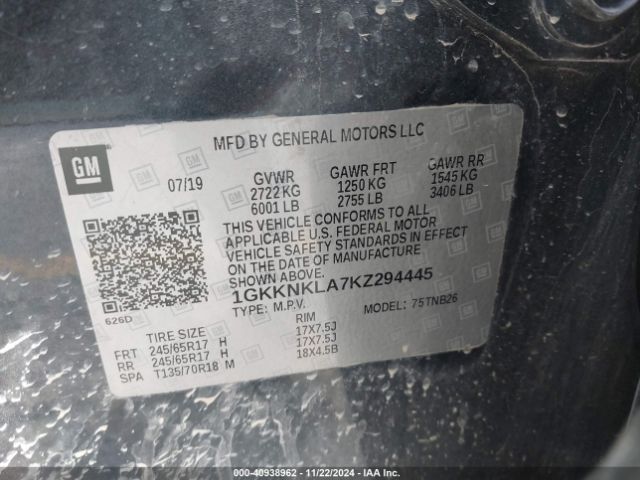 MFD BY GENERAL MOTORS LLC
GM
07/19
GVWR
2722 KG
6001 LB
GAWR FRT
1250 KG
2755 LB
GAWR RR
1545 KG
3406 LB
THIS VEHICLE CONFORMS TO ALL
APPLICABLE U.S. FEDERAL MOTOR
VEHICLE SAFETY STANDARDS IN EFFECT
ON THE DATE OF MANUFACTURE
SHOWN ABOVE.
1GKKNKLA7KZ294445
TYPE: M.P.V. MODEL: 75TNB26
626D
TIRE SIZE RIM
FRT 245/65R17 H 17X7.5J
RR 245/65R17 H 17X7.5J
SPA T135/70R18 M 18X4.5B
000-40938962 - 11/22/2024 - IAA Inc.